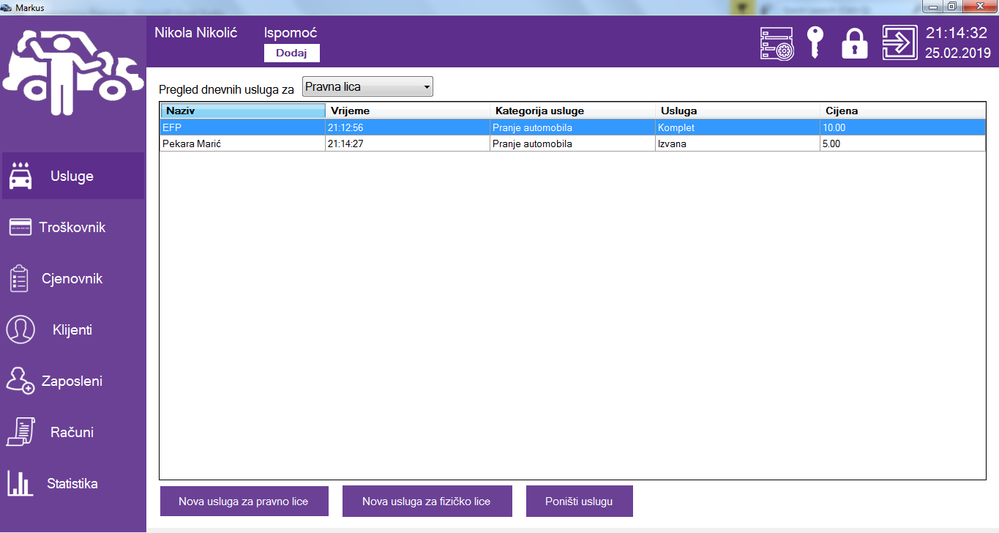 Markus
Nikola Nikolić Ispomoć
Dodaj
21:14:32
25.02.2019
Usluge
Troškovnik
Cjenovnik
Klijenti
Zaposleni
Računi
Statistika
Pregled dnevnih usluga za Pravna lica
Naziv Vrijeme Kategorija usluge Usluga Cijena
EFP 21:12:56 Pranje automobila Komplet 10.00
Pekara Marić 21:14:27 Pranje automobila Izvana 5.00
Nova usluga za pravno lice Nova usluga za fizičko lice Poništi uslugu